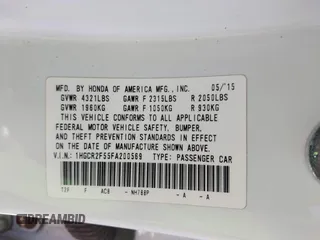 MFD. BY HONDA OF AMERICA MFG., INC. 05/15
GVWR 4321LBS GAWR F 2315LBS R 2050LBS
GVWR 1960KG GAWR F 1050KG R 930KG
THIS VEHICLE CONFORMS TO ALL APPLICABLE
FEDERAL MOTOR VEHICLE SAFETY, BUMPER,
AND THEFT PREVENTION STANDARDS IN EFFECT
ON THE DATE OF MANUFACTURE SHOWN ABOVE.
V.I.N.: 1HGCR2F55FA200569 TYPE: PASSENGER CAR
F AC8 NH788P - A -
AUTOBIDMASTER